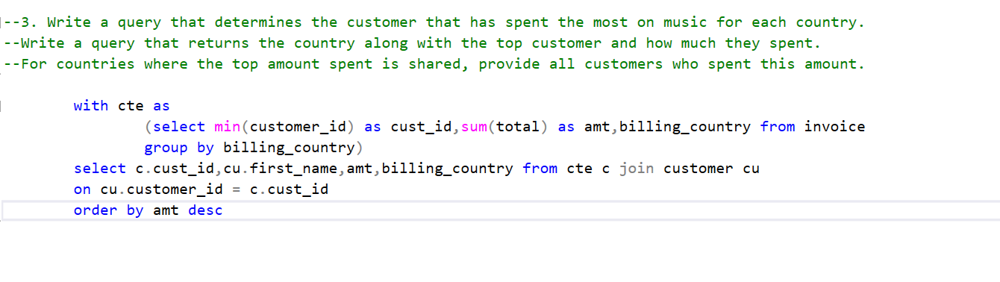 --3. Write a query that determines the customer that has spent the most on music for each country.
--Write a query that returns the country along with the top customer and how much they spent.
--For countries where the top amount spent is shared, provide all customers who spent this amount.
with cte as
(select min(customer_id) as cust_id,sum(total) as amt,billing_country from invoice
group by billing_country)
select c.cust_id,cu.first_name,amt,billing_country from cte c join customer cu
on cu.customer_id = c.cust_id
order by amt desc